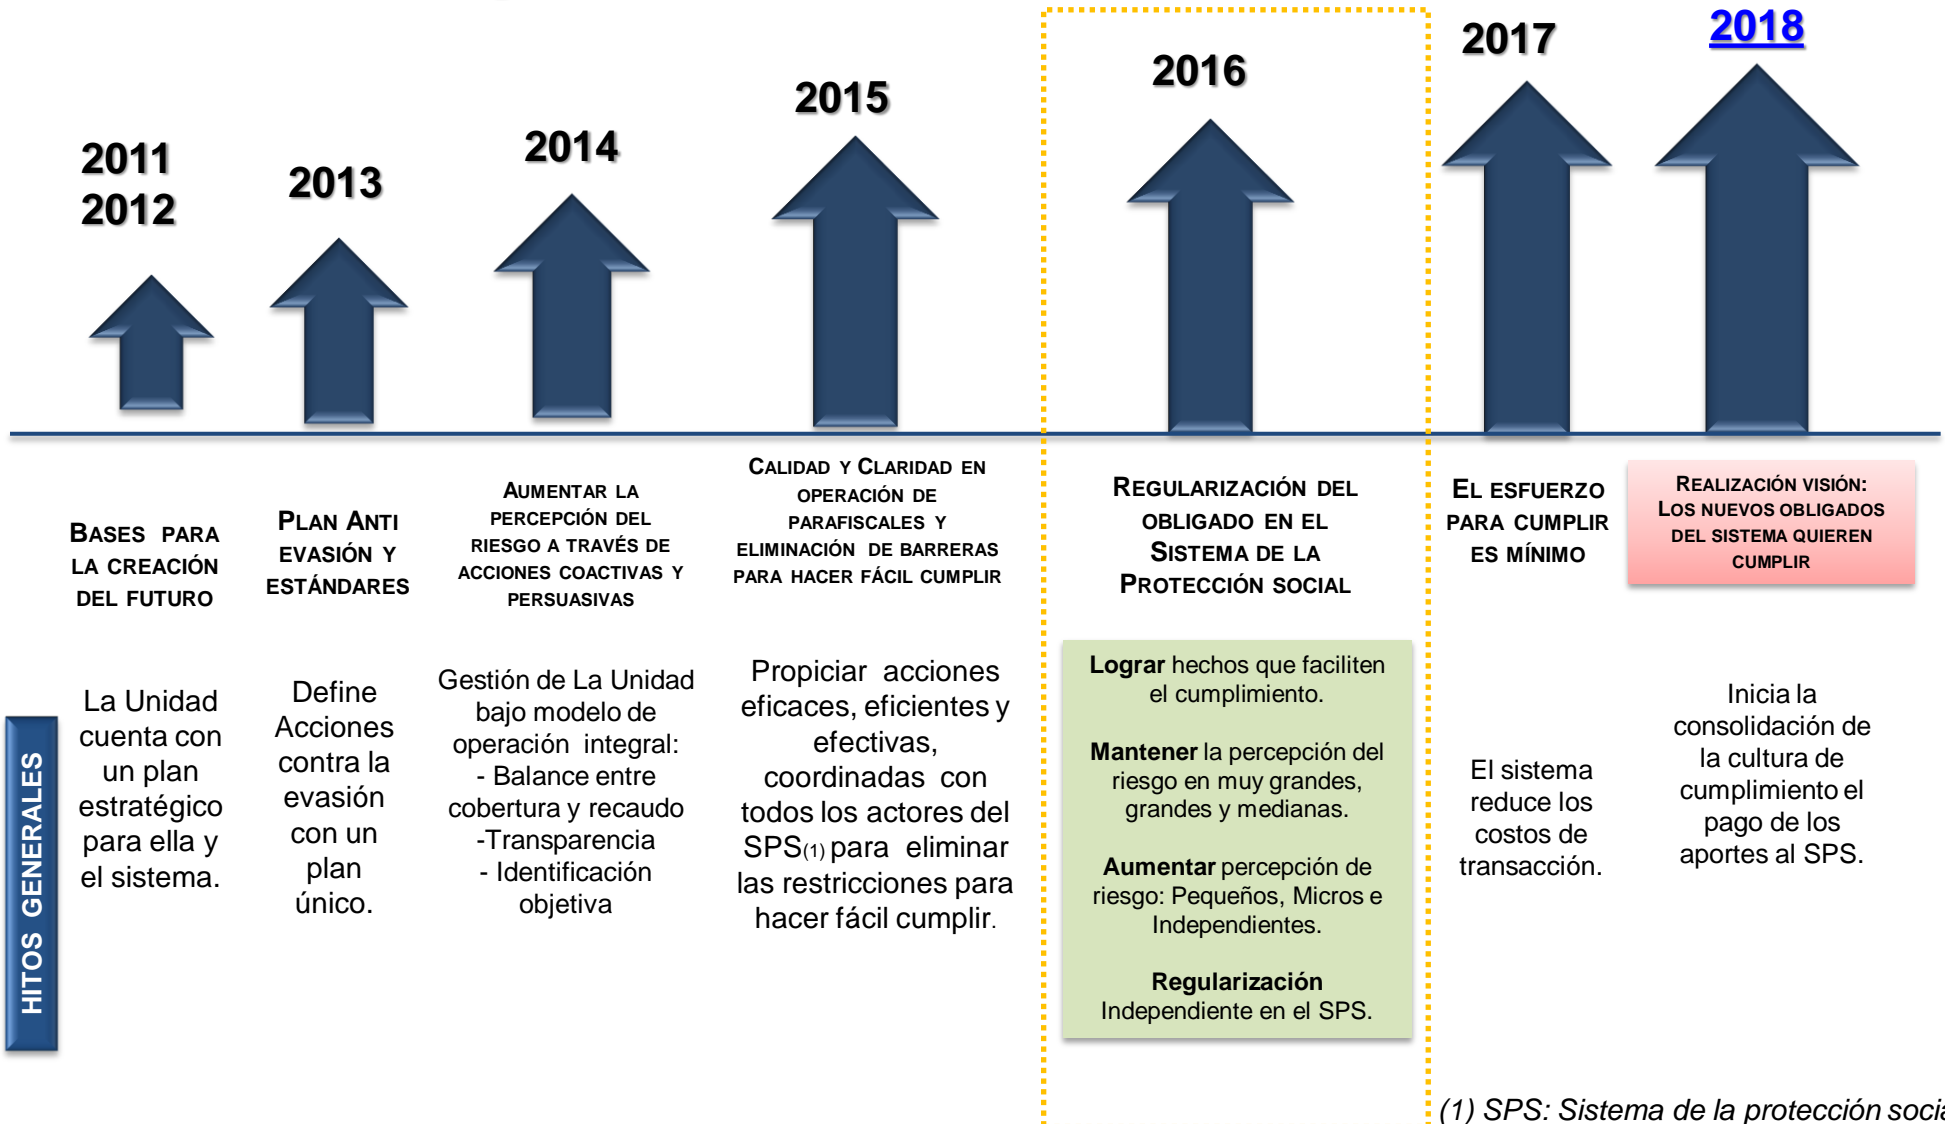 2011
2012
2013
2014
2015
2016
2017
2018
BASES PARA
LA CREACIÓN
DEL FUTURO
PLAN ANTI
EVASIÓN Y
ESTÁNDARES
AUMENTAR LA
PERCEPCIÓN DEL
RIESGO A TRAVÉS DE
ACCIONES COACTIVAS Y
PERSUASIVAS
CALIDAD Y CLARIDAD EN
OPERACIÓN DE
PARAFISCALES Y
ELIMINACIÓN DE BARRERAS
PARA HACER FÁCIL CUMPLIR
REGULARIZACIÓN DEL
OBLIGADO EN EL
SISTEMA DE LA
PROTECCIÓN SOCIAL
EL ESFUERZO
PARA CUMPLIR
ES MÍNIMO
REALIZACIÓN VISIÓN:
LOS NUEVOS OBLIGADOS
DEL SISTEMA QUIEREN
CUMPLIR
HITOS GENERALES
La Unidad
cuenta con
un plan
estratégico
para ella y
el sistema.
Define
Acciones
contra la
evasión
con un
plan
único.
Gestión de La Unidad
bajo modelo de
operación integral:
- Balance entre
cobertura y recaudo
-Transparencia
- Identificación
objetiva
Propiciar acciones
eficaces, eficientes y
efectivas,
coordinadas con
todos los actores del
SPS(1) para eliminar
las restricciones para
hacer fácil cumplir.
Lograr hechos que faciliten
el cumplimiento.
Mantener la percepción del
riesgo en muy grandes,
grandes y medianas.
Aumentar percepción de
riesgo: Pequeños, Micros e
Independientes.
Regularización
Independiente en el SPS.
El sistema
reduce los
costos de
transacción.
Inicia la
consolidación de
la cultura de
cumplimiento el
pago de los
aportes al SPS.
(1) SPS: Sistema de la protección socia